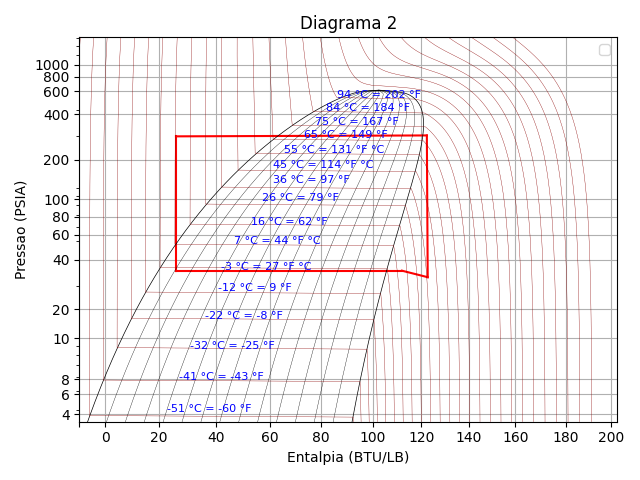 Diagrama 2
1000
800
600
400
200
100
80
60
40
20
10
8
6
4
Pressao (PSIA)
94 °C = 202 °F
84 °C = 184 °F
75 °C = 167 °F
65 °C = 149 °F
55 °C = 131 °F °C
45 °C = 114 °F °C
36 °C = 97 °F
26 °C = 79 °F
16 °C = 62 °F
7 °C = 44 °F °C
-3 °C = 27 °F °C
-12 °C = 9 °F
-22 °C = -8 °F
-32 °C = -25 °F
-41 °C = -43 °F
-51 °C = -60 °F
0 20 40 60 80 100 120 140 160 180 200
Entalpia (BTU/LB)